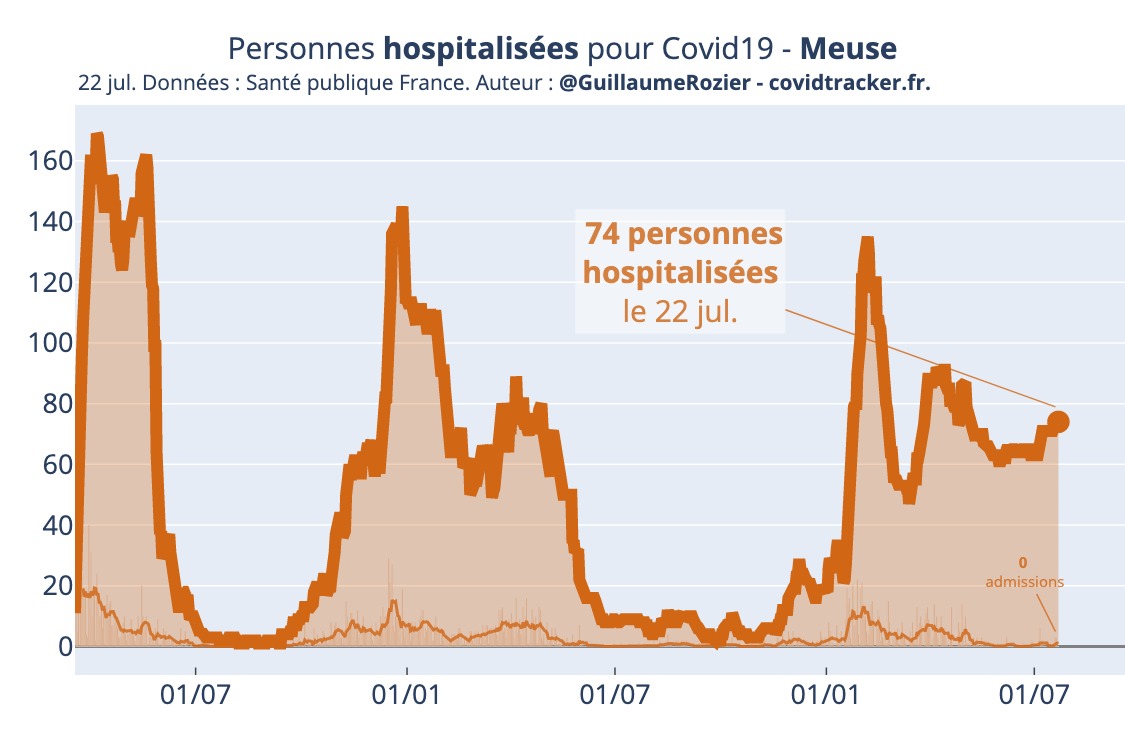 Personnes hospitalisées pour Covid19 - Meuse
22 jul. Données : Santé publique France. Auteur : @GuillaumeRozier - covidtracker.fr.
160
140
120
100
80
60
40
20
0
74 personnes
hospitalisées
le 22 jul.
0
admissions
01/07
01/01
01/07
01/01
01/07